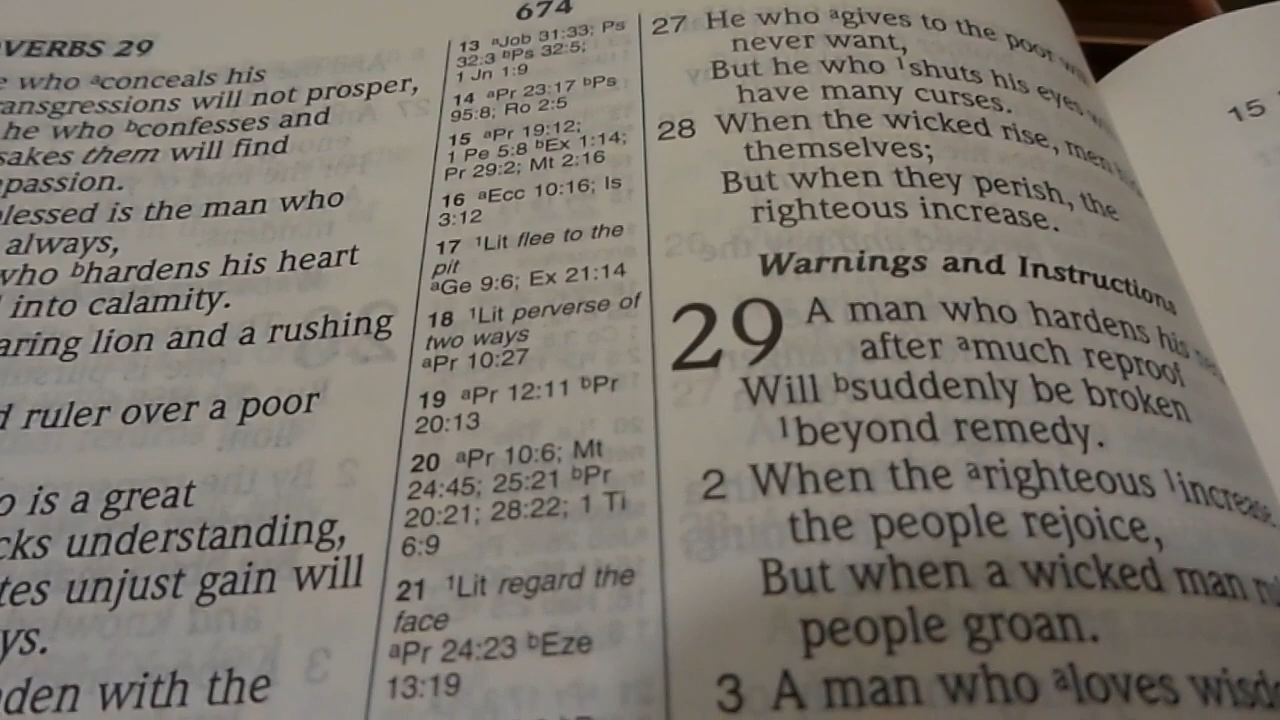 674
VERBS 29
who ᵃconceals his
ansgressions will not prosper,
he who ᵇconfesses and
sakes them will find
passion.
lessed is the man who
always,
who ᵇhardens his heart
into calamity.
aring lion and a rushing
ruler over a poor
is a great
cks understanding,
tes unjust gain will
ys.
den with the
13 ᵃJob 31:33; Ps
32:3 ᵇPs 32:5;
1 Jn 1:9
14 ᵃPr 23:17 ᵇPs
95:8; Ro 2:5
15 ᵃPr 19:12;
1 Pe 5:8 ᵇEx 1:14;
Pr 29:2; Mt 2:16
16 ᵃEcc 10:16; Is
3:12
17 ¹Lit flee to the
pit
ᵃGe 9:6; Ex 21:14
18 ¹Lit perverse of
two ways
ᵃPr 10:27
19 ᵃPr 12:11 ᵇPr
20:13
20 ᵃPr 10:6; Mt
24:45; 25:21 ᵇPr
20:21; 28:22; 1 Ti
6:9
21 ¹Lit regard the
face
ᵃPr 24:23 ᵇEze
13:19
27 He who ᵃgives to the poor
never want,
But he who ¹shuts his eyes
have many curses.
28 When the wicked rise, men
themselves;
But when they perish, the
righteous increase.
Warnings and Instructions
29 A man who hardens his
after ᵃmuch reproof
Will ᵇsuddenly be broken
¹beyond remedy.
2 When the ᵃrighteous ¹increase,
the people rejoice,
But when a wicked man
people groan.
3 A man who ᵃloves wisd
15